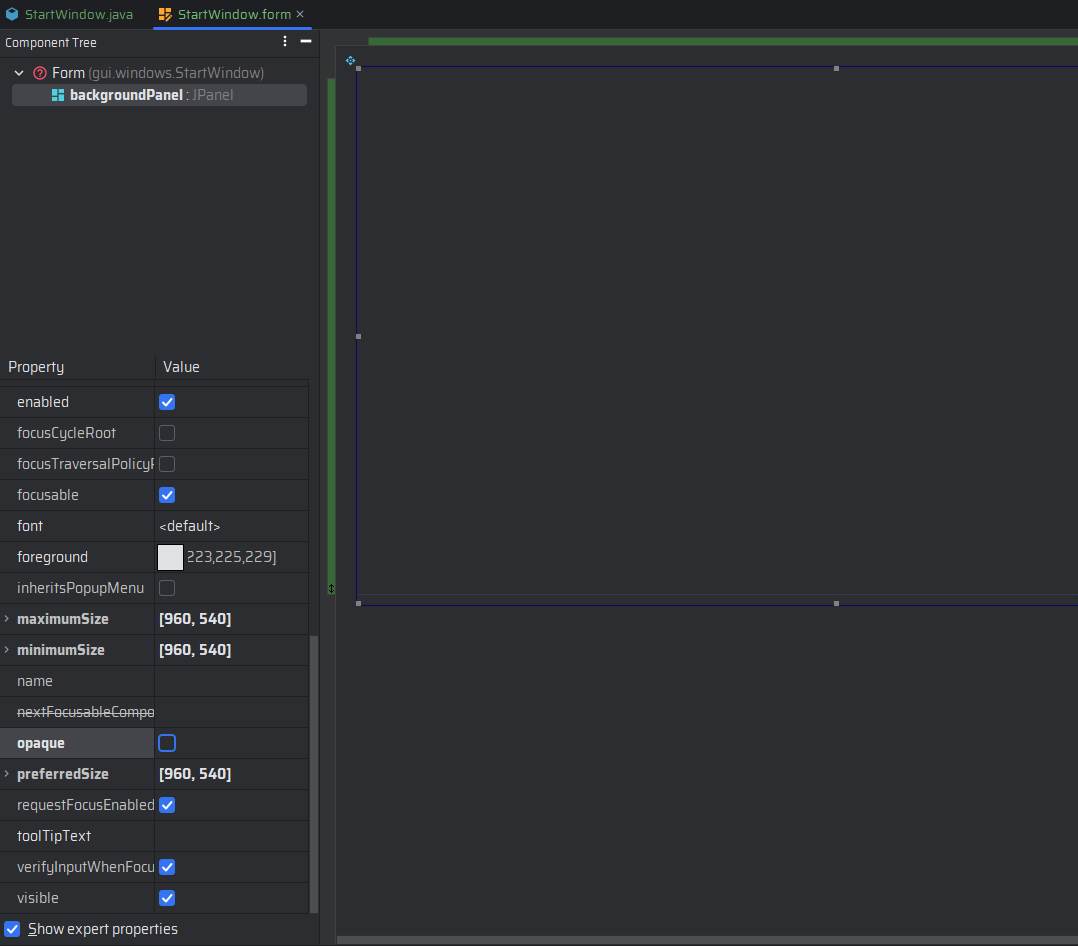 StartWindow.java StartWindow.form
Component Tree
Form (gui.windows.StartWindow)
backgroundPanel : JPanel
Property Value
enabled
focusCycleRoot
focusTraversalPolicyP
focusable
font <default>
foreground 223,225,229]
inheritsPopupMenu
maximumSize [960, 540]
minimumSize [960, 540]
name
nextFocusableCompo
opaque
preferredSize [960, 540]
requestFocusEnabled
toolTipText
verifyInputWhenFocu
visible
Show expert properties